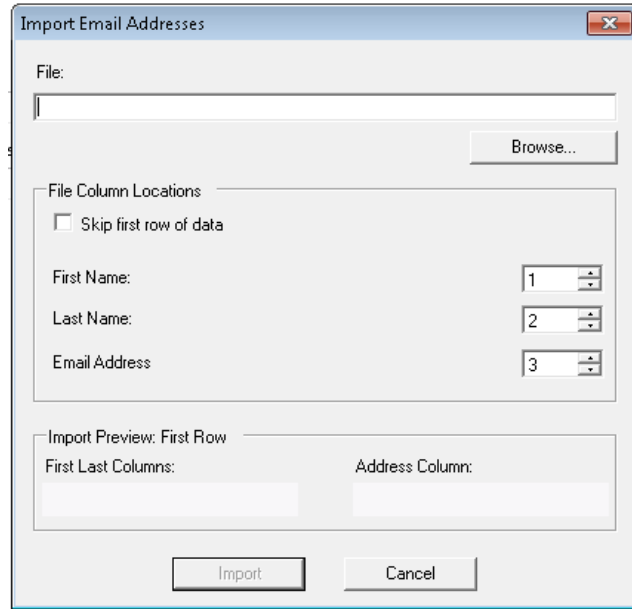 Import Email Addresses
File:
Browse...
File Column Locations
Skip first row of data
First Name:
1
Last Name:
2
Email Address
3
Import Preview: First Row
First Last Columns:
Address Column:
Import
Cancel